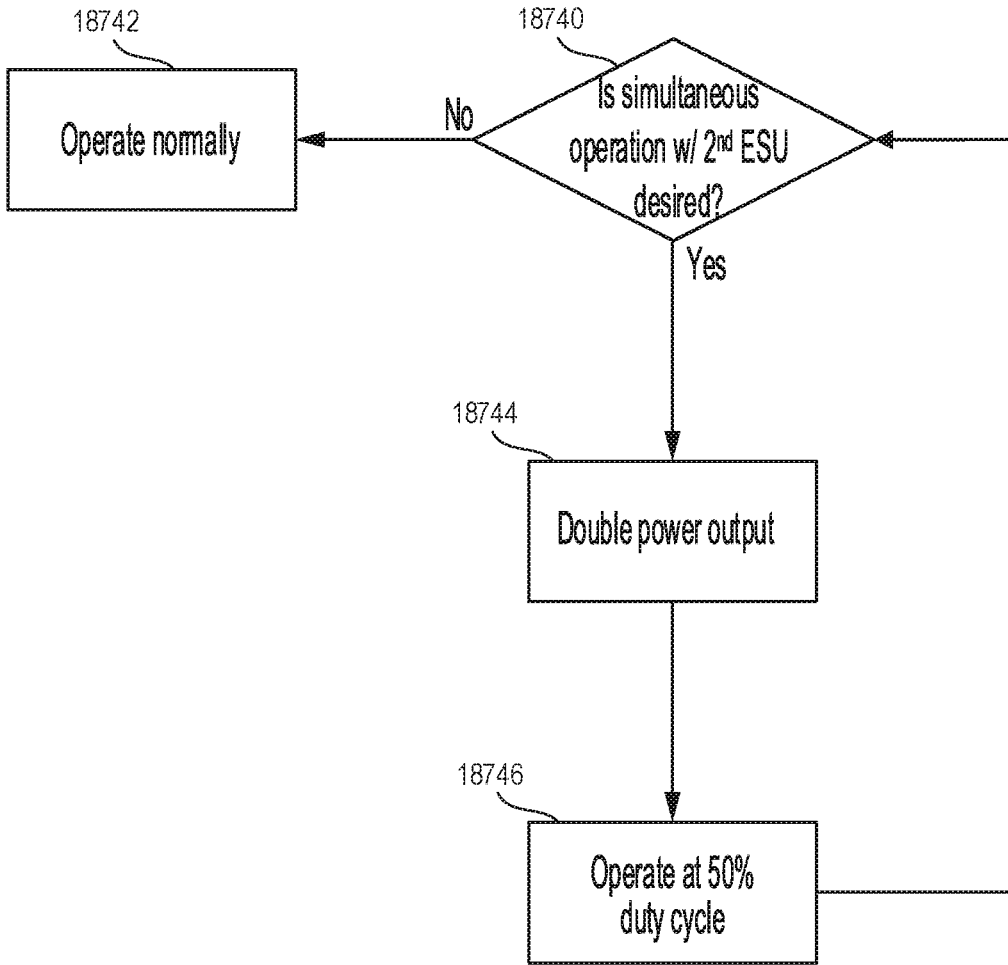 18742
18740
Operate normally
No
Is simultaneous
operation w/ 2nd ESU
desired?
Yes
18744
Double power output
18746
Operate at 50%
duty cycle